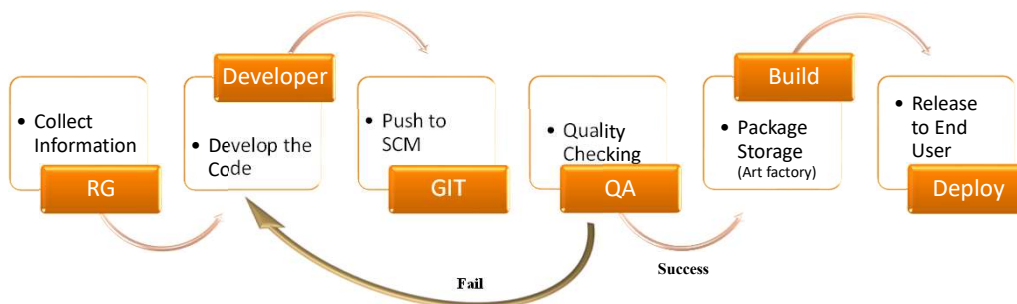 • Collect
Information
RG
Developer
• Develop the
Code
• Push to
SCM
GIT
• Quality
Checking
QA
Build
• Package
Storage
(Art factory)
• Release
to End
User
Deploy
Fail
Success